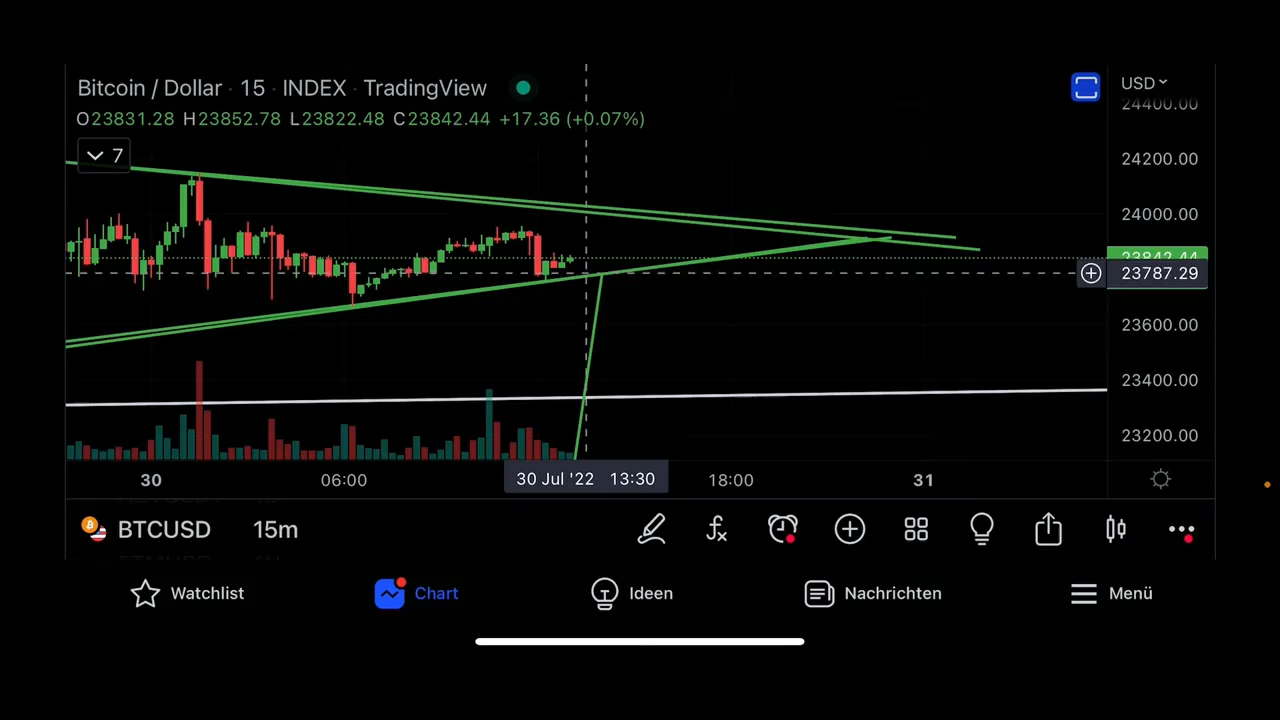 Bitcoin / Dollar · 15 · INDEX · TradingView
USD
24400.00
O23831.28 H23852.78 L23822.48 C23842.44 +17.36 (+0.07%)
7
24200.00
24000.00
23842.44
23787.29
23600.00
23400.00
23200.00
30
06:00
30 Jul '22 13:30
18:00
31
BTCUSD
15m
Watchlist
Chart
Ideen
Nachrichten
Menü